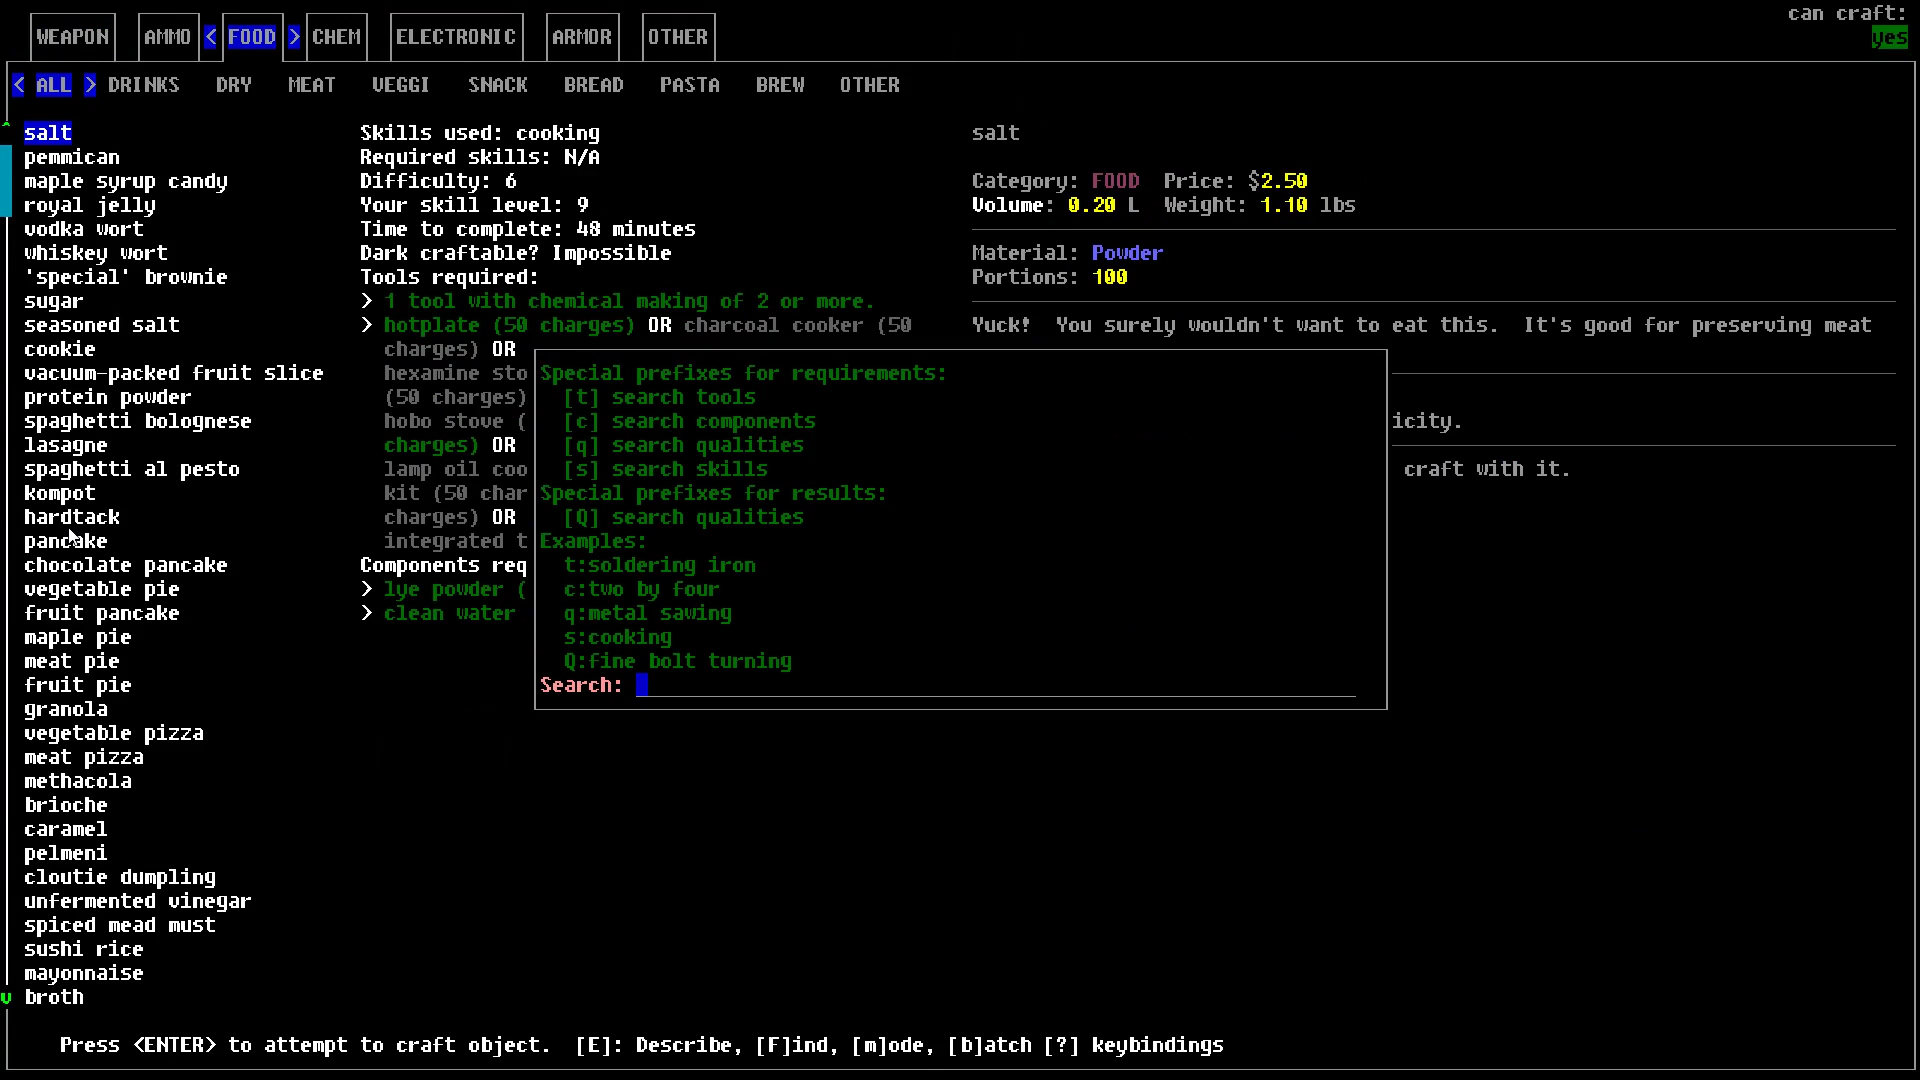 can craft:
WEAPON AMMO < FOOD > CHEM ELECTRONIC ARMOR OTHER
yes
< ALL > DRINKS DRY MEAT VEGGI SNACK BREAD PASTA BREW OTHER
^
salt
pemmican
maple syrup candy
royal jelly
vodka wort
whiskey wort
'special' brownie
sugar
seasoned salt
cookie
vacuum-packed fruit slice
protein powder
spaghetti bolognese
lasagne
spaghetti al pesto
kompot
hardtack
pancake
chocolate pancake
vegetable pie
fruit pancake
maple pie
meat pie
fruit pie
granola
vegetable pizza
meat pizza
methacola
brioche
caramel
pelmeni
cloutie dumpling
unfermented vinegar
spiced mead must
sushi rice
mayonnaise
v broth
Skills used: cooking
Required skills: N/A
Difficulty: 6
Your skill level: 9
Time to complete: 48 minutes
Dark craftable? Impossible
Tools required:
> 1 tool with chemical making of 2 or more.
> hotplate (50 charges) OR charcoal cooker (50
charges) OR
hexamine sto
(50 charges)
hobo stove (
charges) OR
lamp oil coo
kit (50 char
charges) OR
integrated t
Components req
> lye powder (
> clean water
salt
Category: FOOD Price: $2.50
Volume: 0.20 L Weight: 1.10 lbs
Material: Powder
Portions: 100
Yuck! You surely wouldn't want to eat this. It's good for preserving meat
icity.
craft with it.
Special prefixes for requirements:
[t] search tools
[c] search components
[q] search qualities
[s] search skills
Special prefixes for results:
[Q] search qualities
Examples:
t:soldering iron
c:two by four
q:metal sawing
s:cooking
Q:fine bolt turning
Search:
Press <ENTER> to attempt to craft object. [E]: Describe, [F]ind, [m]ode, [b]atch [?] keybindings